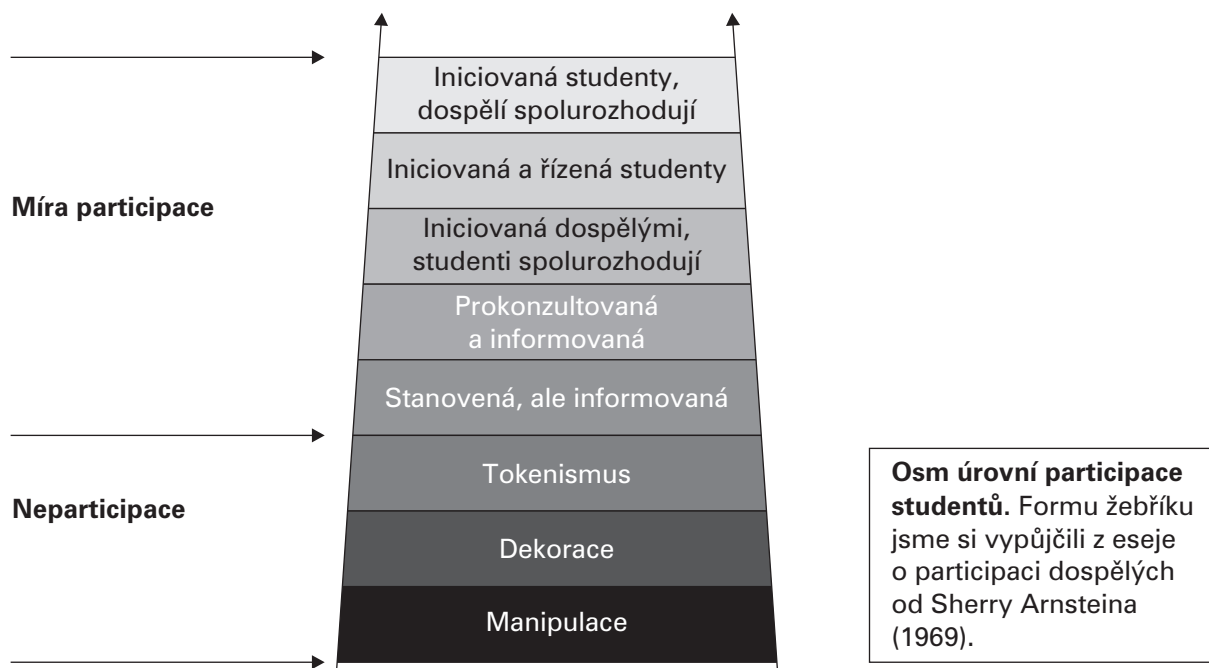 Iniciovaná studenty,
dospělí spolurozhodují
Iniciovaná a řízená studenty
Míra participace
Iniciovaná dospělými,
studenti spolurozhodují
Prokonzultovaná
a informovaná
Stanovená, ale informovaná
Tokenismus
Neparticipace
Dekorace
Manipulace
Osm úrovní participace
studentů. Formu žebříku
jsme si vypůjčili z eseje
o participaci dospělých
od Sherry Arnsteina
(1969).